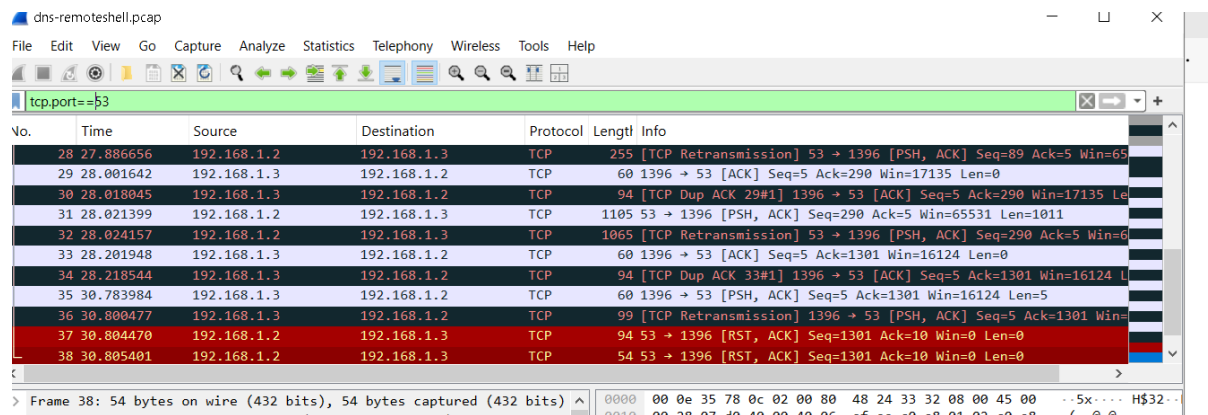 dns-remoteshell.pcap
File Edit View Go Capture Analyze Statistics Telephony Wireless Tools Help
tcp.port==53
No. Time Source Destination Protocol Length Info
28 27.886656 192.168.1.2 192.168.1.3 TCP 255 [TCP Retransmission] 53 → 1396 [PSH, ACK] Seq=89 Ack=5 Win=65
29 28.001642 192.168.1.3 192.168.1.2 TCP 60 1396 → 53 [ACK] Seq=5 Ack=290 Win=17135 Len=0
30 28.018045 192.168.1.3 192.168.1.2 TCP 94 [TCP Dup ACK 29#1] 1396 → 53 [ACK] Seq=5 Ack=290 Win=17135 Le
31 28.021399 192.168.1.2 192.168.1.3 TCP 1105 53 → 1396 [PSH, ACK] Seq=290 Ack=5 Win=65531 Len=1011
32 28.024157 192.168.1.2 192.168.1.3 TCP 1065 [TCP Retransmission] 53 → 1396 [PSH, ACK] Seq=290 Ack=5 Win=6
33 28.201948 192.168.1.3 192.168.1.2 TCP 60 1396 → 53 [ACK] Seq=5 Ack=1301 Win=16124 Len=0
34 28.218544 192.168.1.3 192.168.1.2 TCP 94 [TCP Dup ACK 33#1] 1396 → 53 [ACK] Seq=5 Ack=1301 Win=16124 L
35 30.783984 192.168.1.3 192.168.1.2 TCP 60 1396 → 53 [PSH, ACK] Seq=5 Ack=1301 Win=16124 Len=5
36 30.800477 192.168.1.3 192.168.1.2 TCP 99 [TCP Retransmission] 1396 → 53 [PSH, ACK] Seq=5 Ack=1301 Win=
37 30.804470 192.168.1.2 192.168.1.3 TCP 94 53 → 1396 [RST, ACK] Seq=1301 Ack=10 Win=0 Len=0
38 30.805401 192.168.1.2 192.168.1.3 TCP 54 53 → 1396 [RST, ACK] Seq=1301 Ack=10 Win=0 Len=0
Frame 38: 54 bytes on wire (432 bits), 54 bytes captured (432 bits)
0000 00 0e 35 78 0c 02 00 80 48 24 33 32 08 00 45 00 ··5x···· H$32··